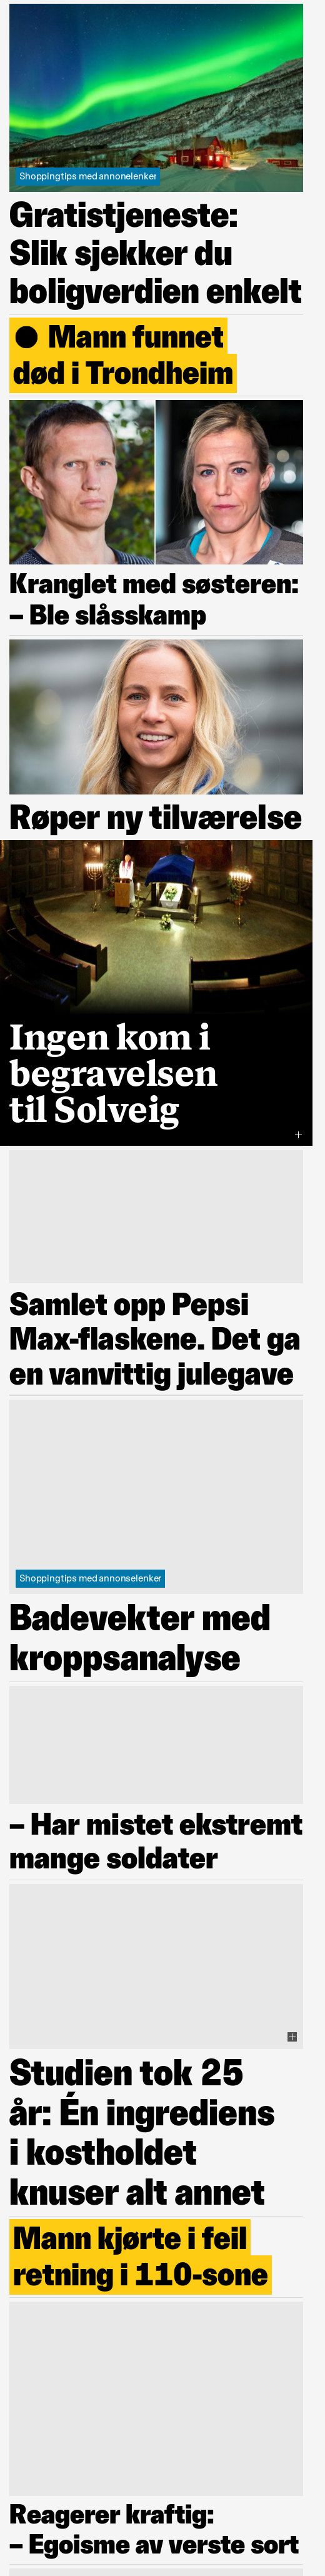 Shoppingtips med annonelenker
Gratistjeneste:
Slik sjekker du
boligverdien enkelt
● Mann funnet
død i Trondheim
Kranglet med søsteren:
– Ble slåsskamp
Røper ny tilværelse
Ingen kom i
begravelsen
til Solveig
Samlet opp Pepsi
Max-flaskene. Det ga
en vanvittig julegave
Shoppingtips med annonselenker
Badevekter med
kroppsanalyse
– Har mistet ekstremt
mange soldater
Studien tok 25
år: Én ingrediens
i kostholdet
knuser alt annet
Mann kjørte i feil
retning i 110-sone
Reagerer kraftig:
– Egoisme av verste sort